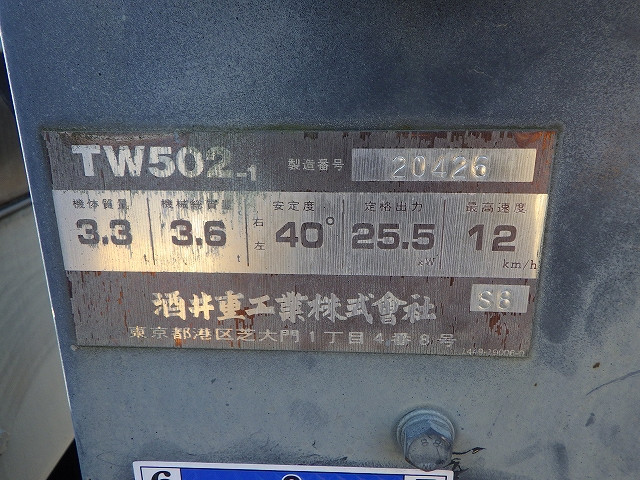 TW502-1 製造番号 20426
機体質量 機械総質量 安定度 定格出力 最高速度
3.3 t 3.6 t 右 左 40° 25.5 kW 12 km/h
酒井重工業株式會社 S8
東京都港区芝大門1丁目4番8号